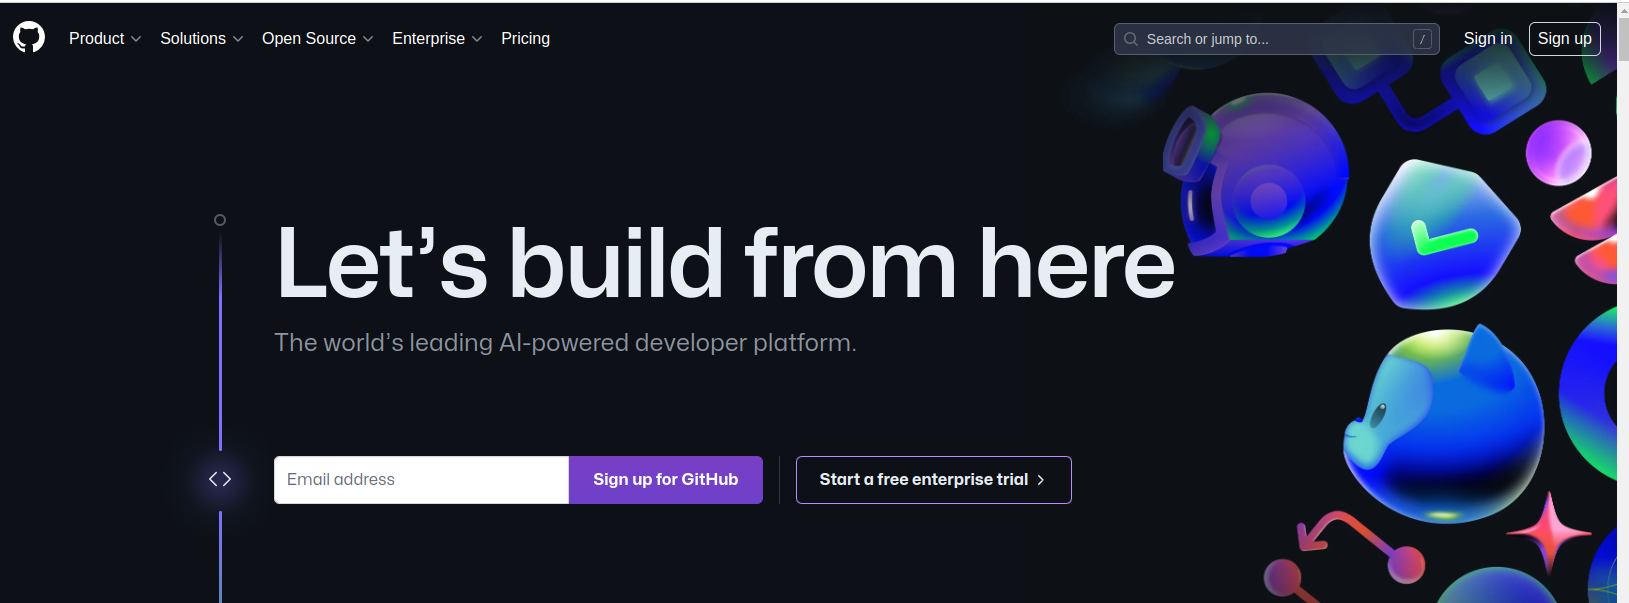 Product Solutions Open Source Enterprise Pricing Search or jump to... / Sign in Sign up
Let’s build from here
The world’s leading AI-powered developer platform.
Email address Sign up for GitHub Start a free enterprise trial